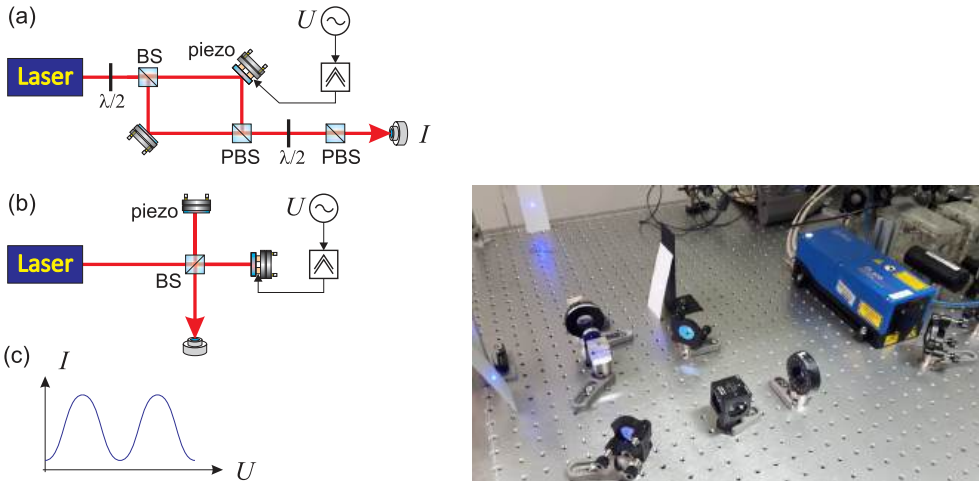 (a)
U
BS
piezo
Laser
λ/2
I
PBS
λ/2
PBS
(b)
piezo
U
Laser
BS
(c)
I
U